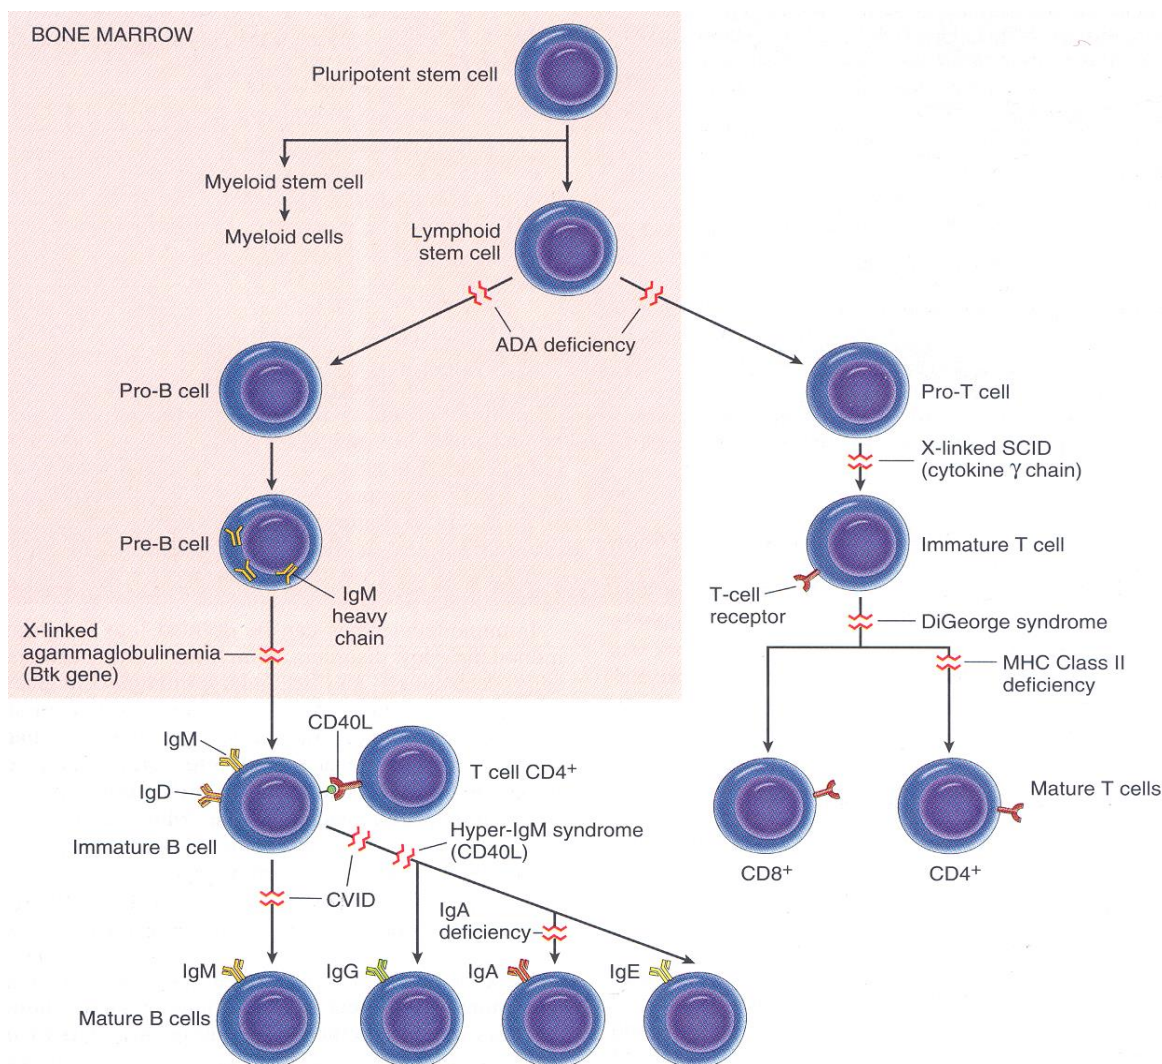 BONE MARROW
Pluripotent stem cell
Myeloid stem cell
Myeloid cells
Lymphoid
stem cell
ADA deficiency
Pro-B cell
Pro-T cell
X-linked SCID
(cytokine γ chain)
Pre-B cell
IgM
heavy
chain
Immature T cell
T-cell
receptor
X-linked
agammaglobulinemia
(Btk gene)
DiGeorge syndrome
MHC Class II
deficiency
CD40L
IgM
IgD
T cell CD4+
Immature B cell
Hyper-IgM syndrome
(CD40L)
Mature T cells
CD8+
CD4+
CVID
IgA
deficiency
IgM
IgG
IgA
IgE
Mature B cells